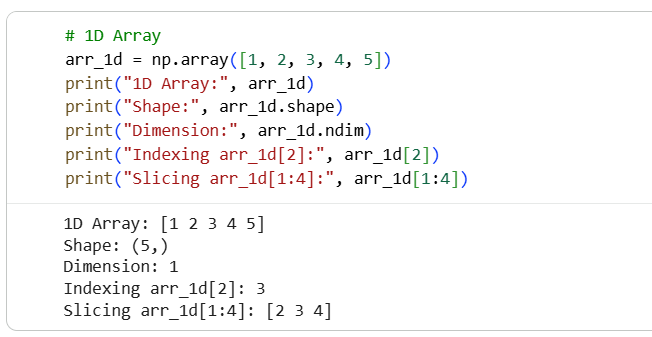 # 1D Array
arr_1d = np.array([1, 2, 3, 4, 5])
print("1D Array:", arr_1d)
print("Shape:", arr_1d.shape)
print("Dimension:", arr_1d.ndim)
print("Indexing arr_1d[2]:", arr_1d[2])
print("Slicing arr_1d[1:4]:", arr_1d[1:4])
1D Array: [1 2 3 4 5]
Shape: (5,)
Dimension: 1
Indexing arr_1d[2]: 3
Slicing arr_1d[1:4]: [2 3 4]